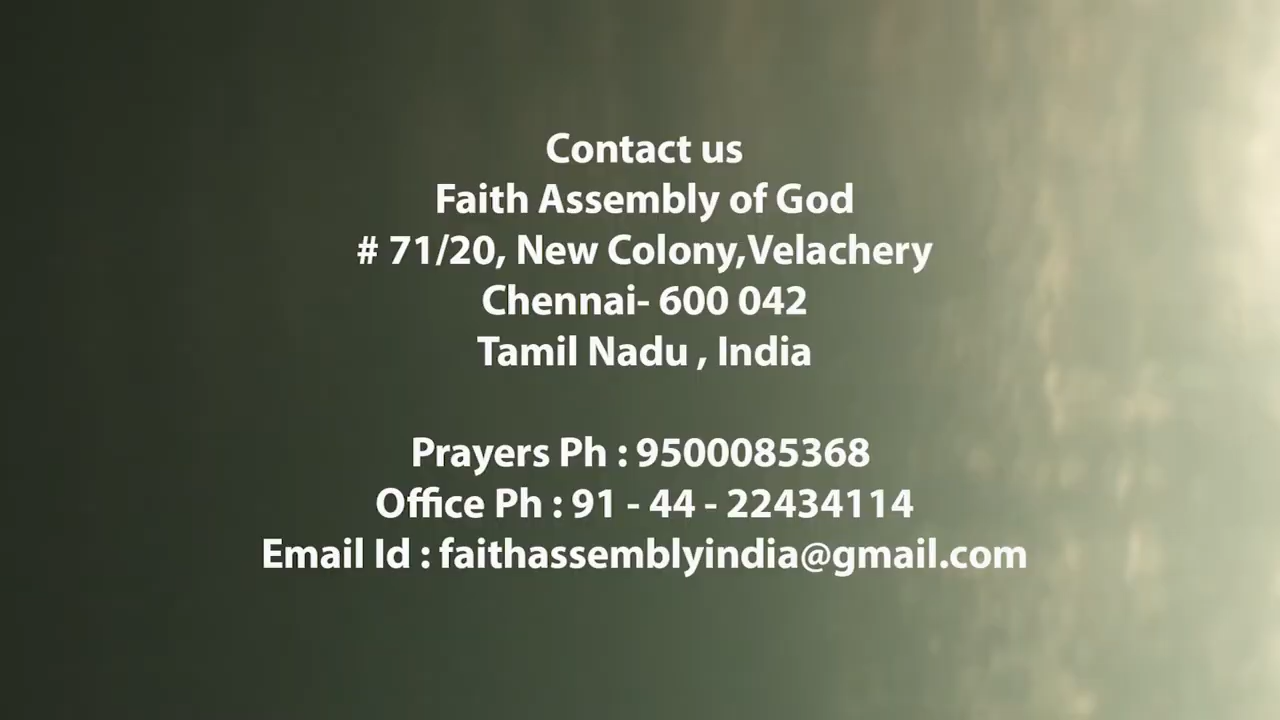 Contact us
Faith Assembly of God
# 71/20, New Colony,Velachery
Chennai- 600 042
Tamil Nadu , India
Prayers Ph : 9500085368
Office Ph : 91 - 44 - 22434114
Email Id : faithassemblyindia@gmail.com